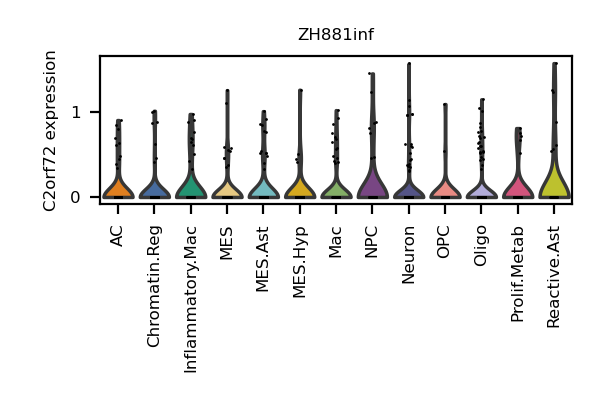 ZH881inf
C2orf72 expression
1
0
AC
Chromatin.Reg
Inflammatory.Mac
MES
MES.Ast
MES.Hyp
Mac
NPC
Neuron
OPC
Oligo
Prolif.Metab
Reactive.Ast